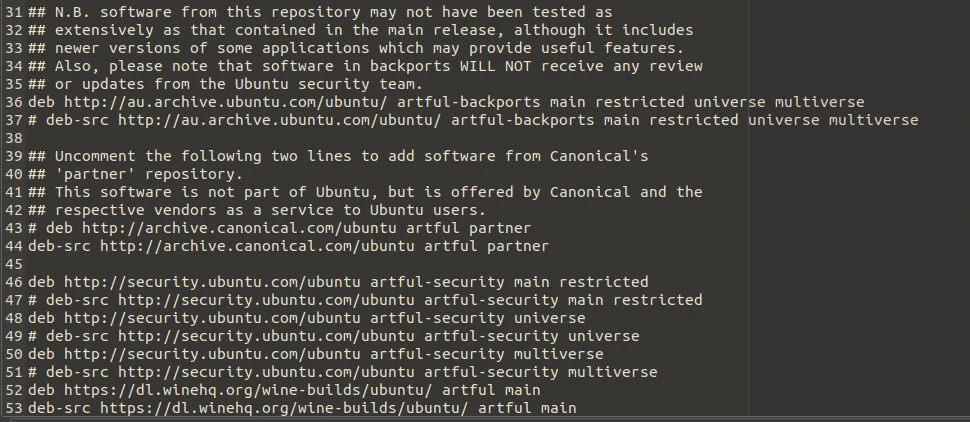 31 ## N.B. software from this repository may not have been tested as
32 ## extensively as that contained in the main release, although it includes
33 ## newer versions of some applications which may provide useful features.
34 ## Also, please note that software in backports WILL NOT receive any review
35 ## or updates from the Ubuntu security team.
36 deb http://au.archive.ubuntu.com/ubuntu/ artful-backports main restricted universe multiverse
37 # deb-src http://au.archive.ubuntu.com/ubuntu/ artful-backports main restricted universe multiverse
38
39 ## Uncomment the following two lines to add software from Canonical's
40 ## 'partner' repository.
41 ## This software is not part of Ubuntu, but is offered by Canonical and the
42 ## respective vendors as a service to Ubuntu users.
43 # deb http://archive.canonical.com/ubuntu artful partner
44 deb-src http://archive.canonical.com/ubuntu artful partner
45
46 deb http://security.ubuntu.com/ubuntu artful-security main restricted
47 # deb-src http://security.ubuntu.com/ubuntu artful-security main restricted
48 deb http://security.ubuntu.com/ubuntu artful-security universe
49 # deb-src http://security.ubuntu.com/ubuntu artful-security universe
50 deb http://security.ubuntu.com/ubuntu artful-security multiverse
51 # deb-src http://security.ubuntu.com/ubuntu artful-security multiverse
52 deb https://dl.winehq.org/wine-builds/ubuntu/ artful main
53 deb-src https://dl.winehq.org/wine-builds/ubuntu/ artful main